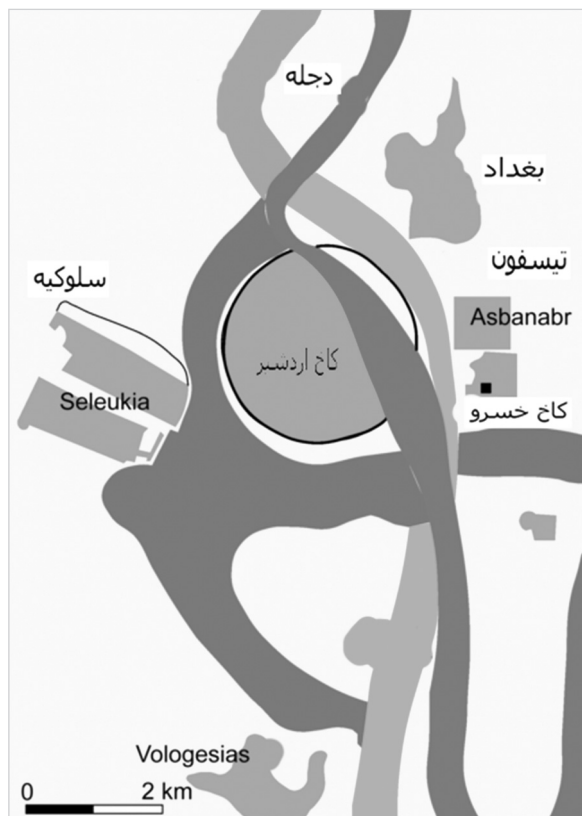 دجله
بغداد
تیسفون
سلوکیه
Asbanabr
کاخ اردشیر
Seleukia
کاخ خسرو
Vologesias
0 2 km